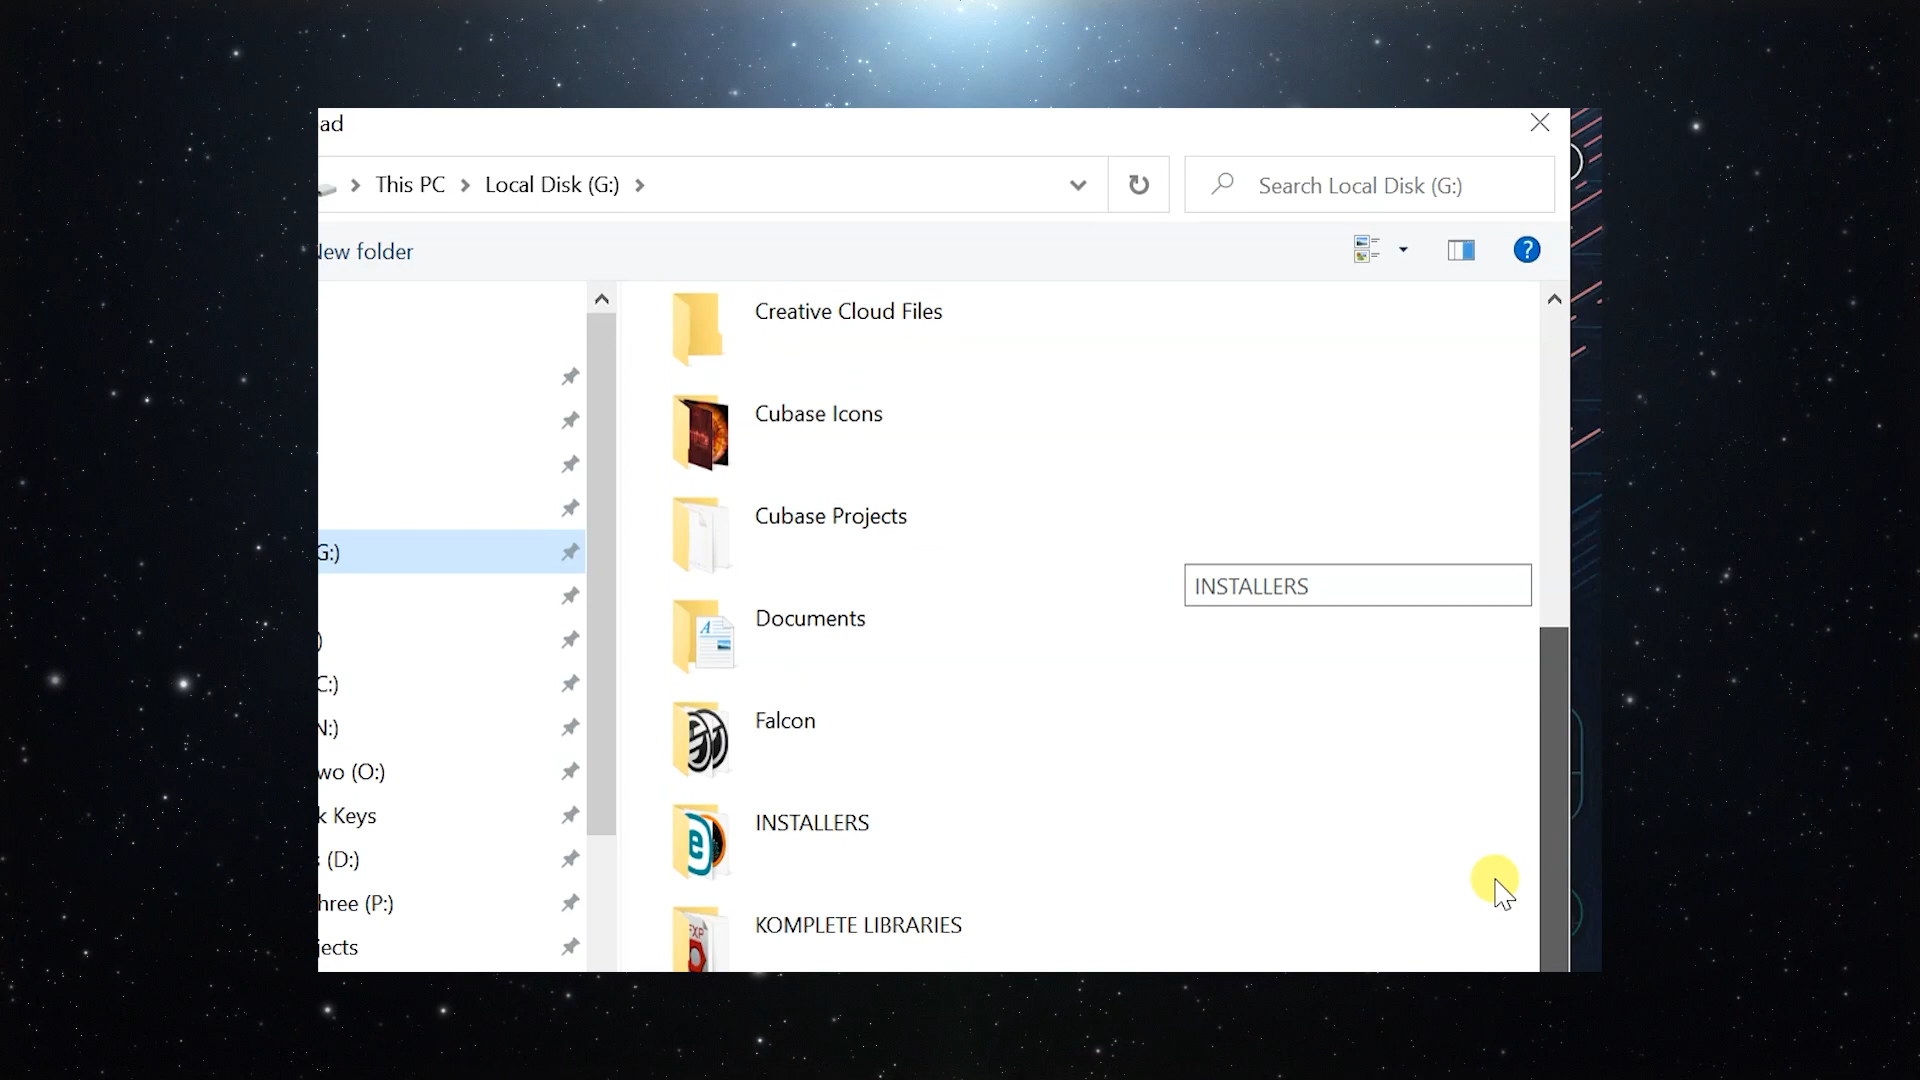 ad
This PC
Local Disk (G:)
Search Local Disk (G:)
New folder
?
Creative Cloud Files
Cubase Icons
Cubase Projects
G:)
INSTALLERS
Documents
)
C:)
Falcon
N:)
wo (O:)
k Keys
INSTALLERS
s (D:)
hree (P:)
KOMPLETE LIBRARIES
jects